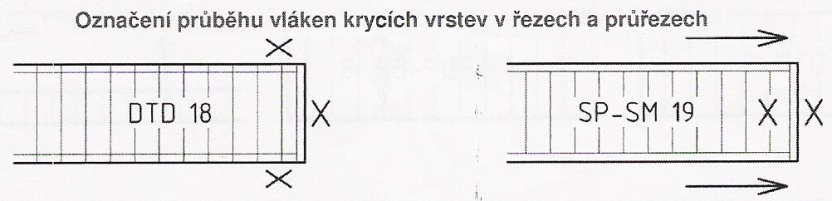 Označení průběhu vláken krycích vrstev v řezech a průřezech
DTD 18
SP-SM 19